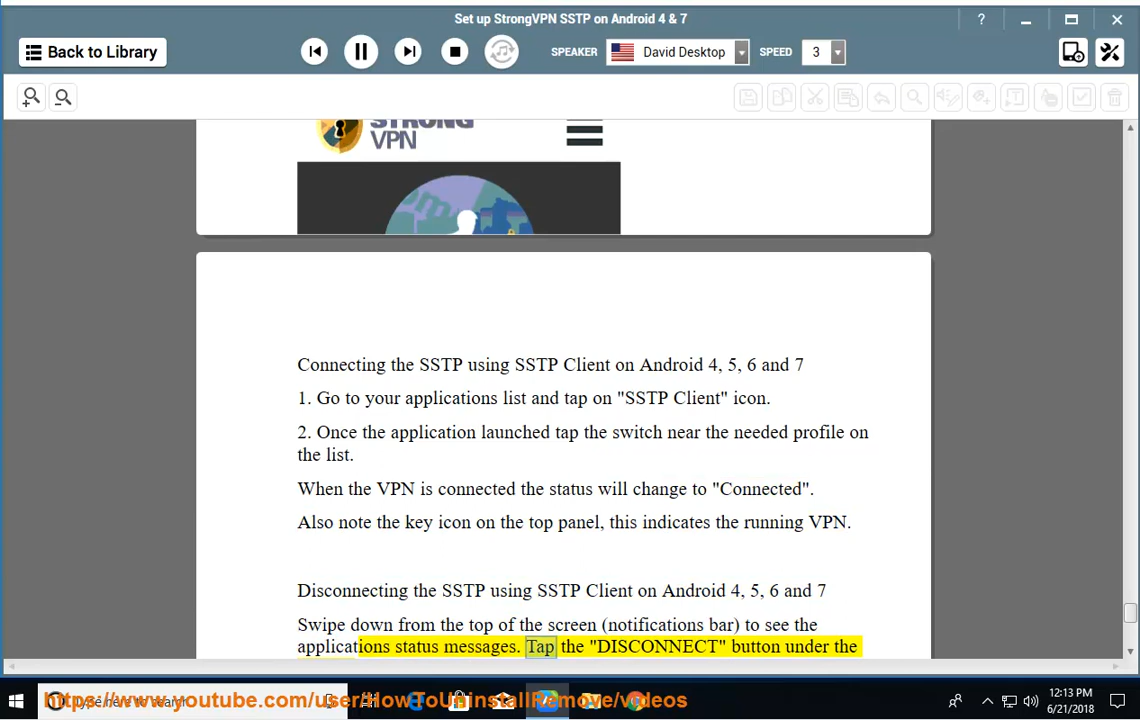 Set up StrongVPN SSTP on Android 4 & 7
?
Back to Library
SPEAKER
David Desktop
SPEED
3
STRONG
VPN
Connecting the SSTP using SSTP Client on Android 4, 5, 6 and 7
1. Go to your applications list and tap on "SSTP Client" icon.
2. Once the application launched tap the switch near the needed profile on
the list.
When the VPN is connected the status will change to "Connected".
Also note the key icon on the top panel, this indicates the running VPN.
Disconnecting the SSTP using SSTP Client on Android 4, 5, 6 and 7
Swipe down from the top of the screen (notifications bar) to see the
applications status messages. Tap the "DISCONNECT" button under the
Type here to search
https://www.youtube.com/user/HowToUninstallRemove/videos
12:13 PM
6/21/2018